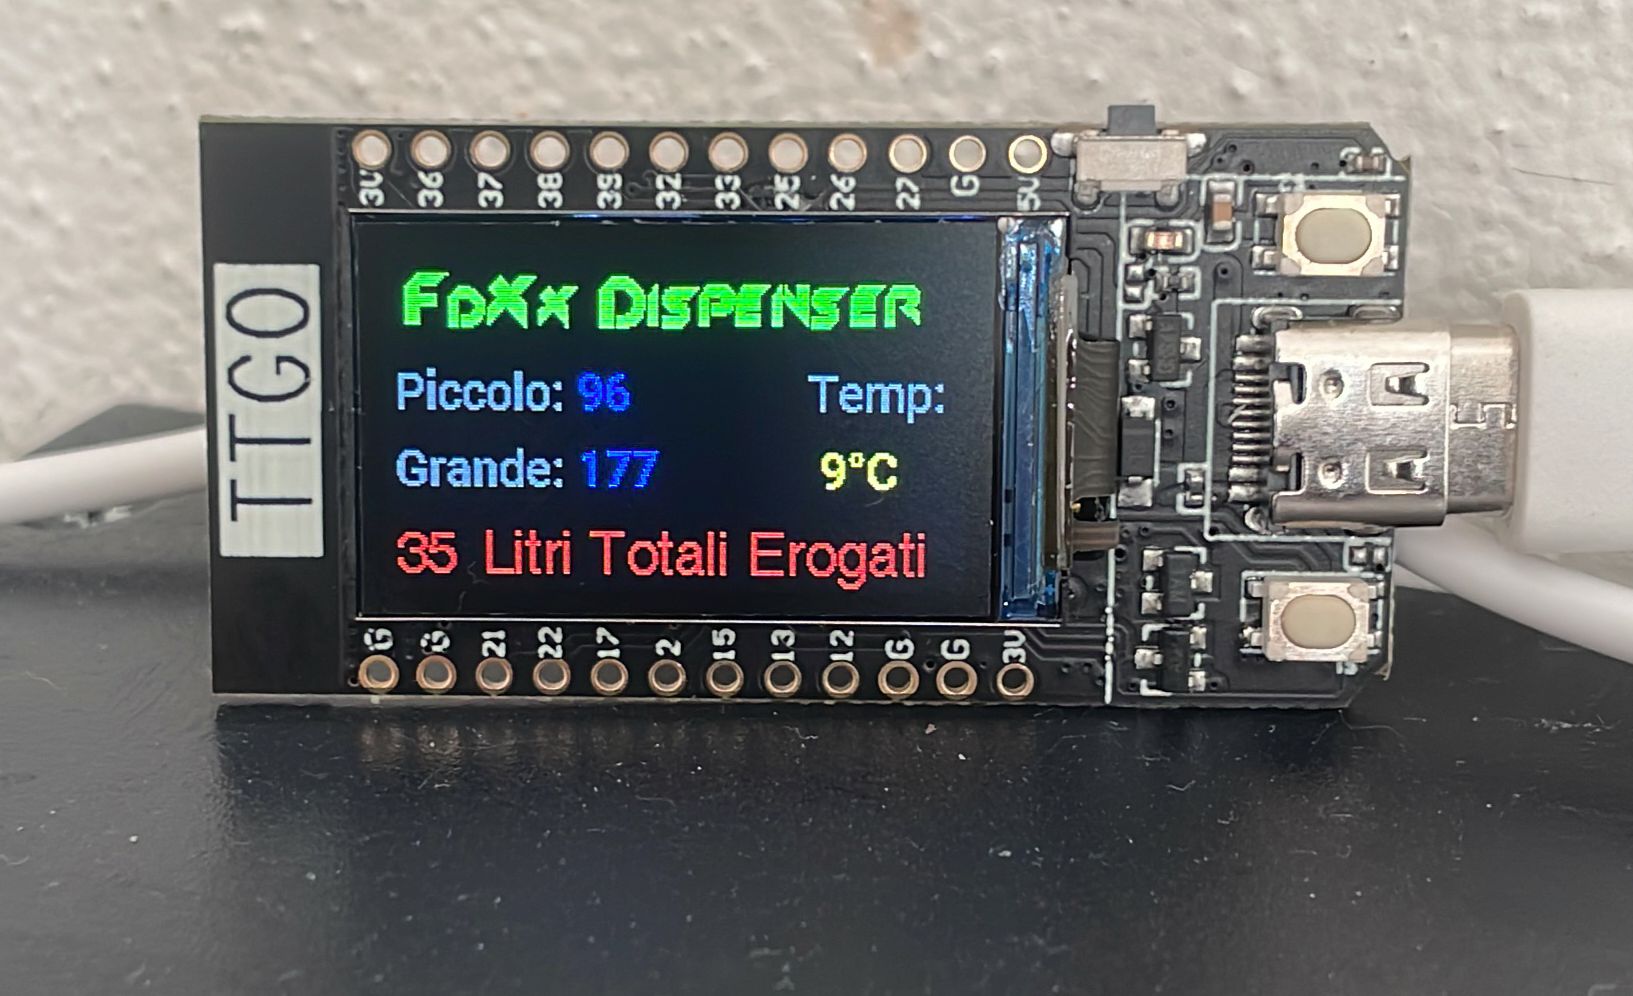 3V 36 37 38 39 32 33 25 26 27 G 5V
TTGO
FDXX DISPENSER
Piccolo: 96
Temp:
Grande: 177
9°C
35 Litri Totali Erogati
G G 21 22 17 2 15 13 12 G G 3V